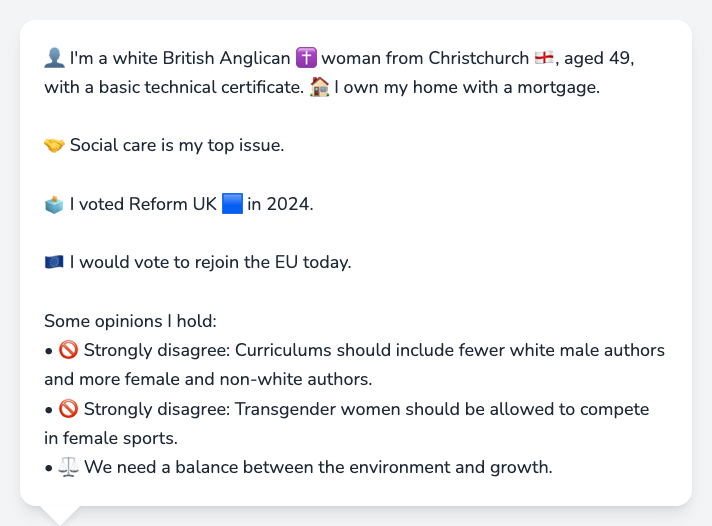 👤 I'm a white British Anglican ✝️ woman from Christchurch 🏴󠁧󠁢󠁥󠁮󠁧󠁿, aged 49,
with a basic technical certificate. 🏠 I own my home with a mortgage.
🤝 Social care is my top issue.
🗳️ I voted Reform UK 🟦 in 2024.
🇪🇺 I would vote to rejoin the EU today.
Some opinions I hold:
• 🚫 Strongly disagree: Curriculums should include fewer white male authors
and more female and non-white authors.
• 🚫 Strongly disagree: Transgender women should be allowed to compete
in female sports.
• ⚖️ We need a balance between the environment and growth.